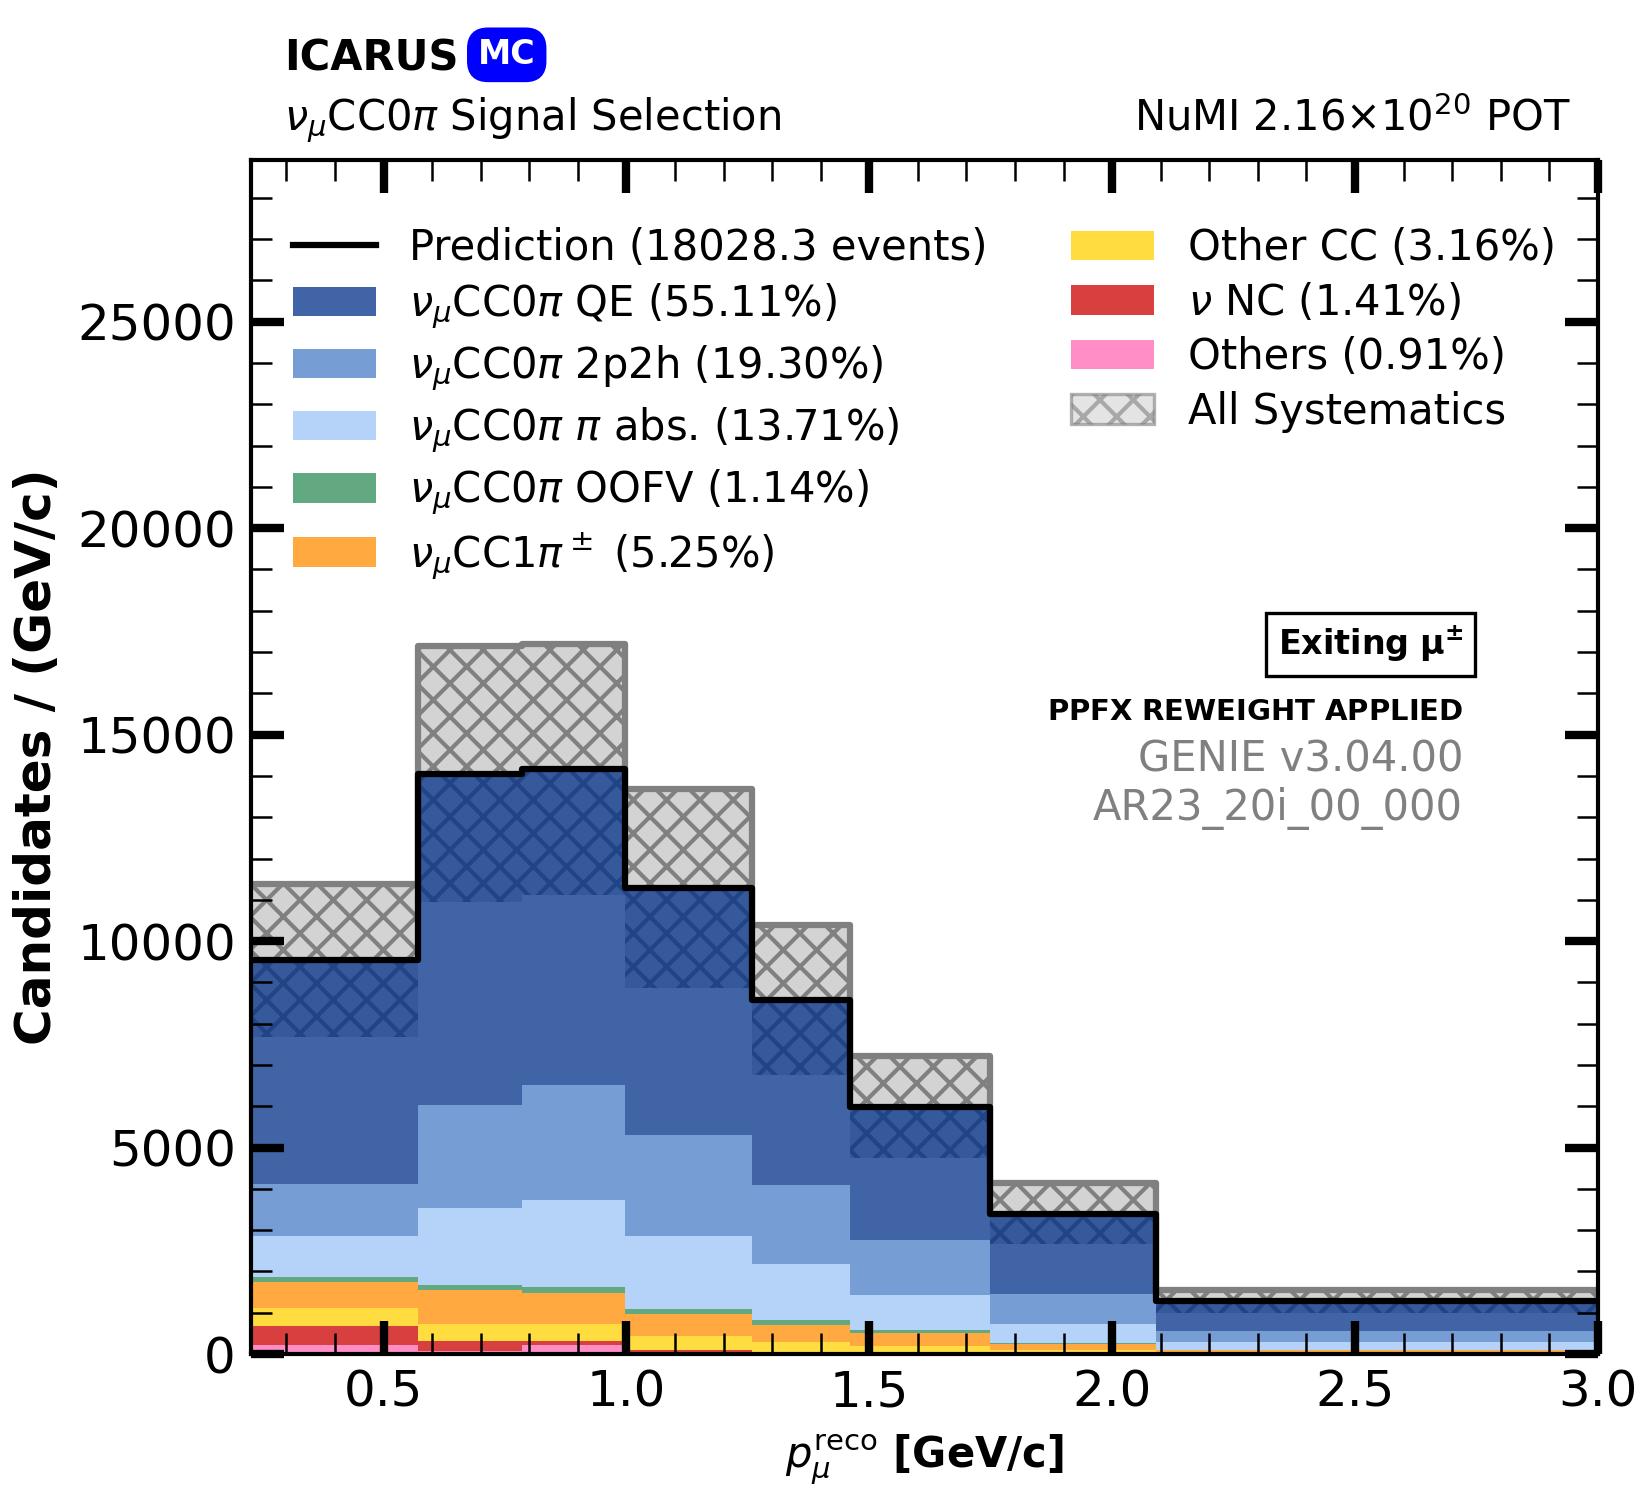 ICARUS MC
νμCC0π Signal Selection
NuMI 2.16×10²⁰ POT
Prediction (18028.3 events)
νμCC0π QE (55.11%)
νμCC0π 2p2h (19.30%)
νμCC0π π abs. (13.71%)
νμCC0π OOFV (1.14%)
νμCC1π± (5.25%)
Other CC (3.16%)
ν NC (1.41%)
Others (0.91%)
All Systematics
Exiting μ±
PPFX REWEIGHT APPLIED
GENIE v3.04.00
AR23_20i_00_000
Candidates / (GeV/c)
25000
20000
15000
10000
5000
0
0.5 1.0 1.5 2.0 2.5 3.0
pμ^reco [GeV/c]